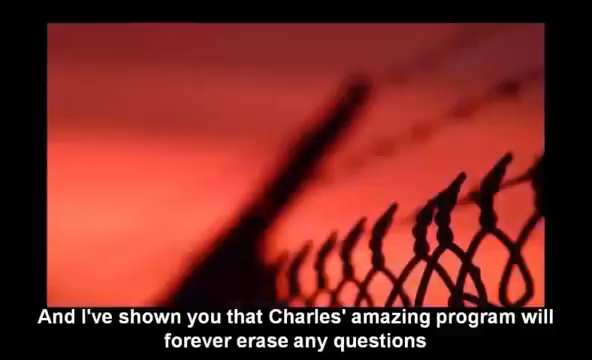 And I've shown you that Charles' amazing program will
forever erase any questions